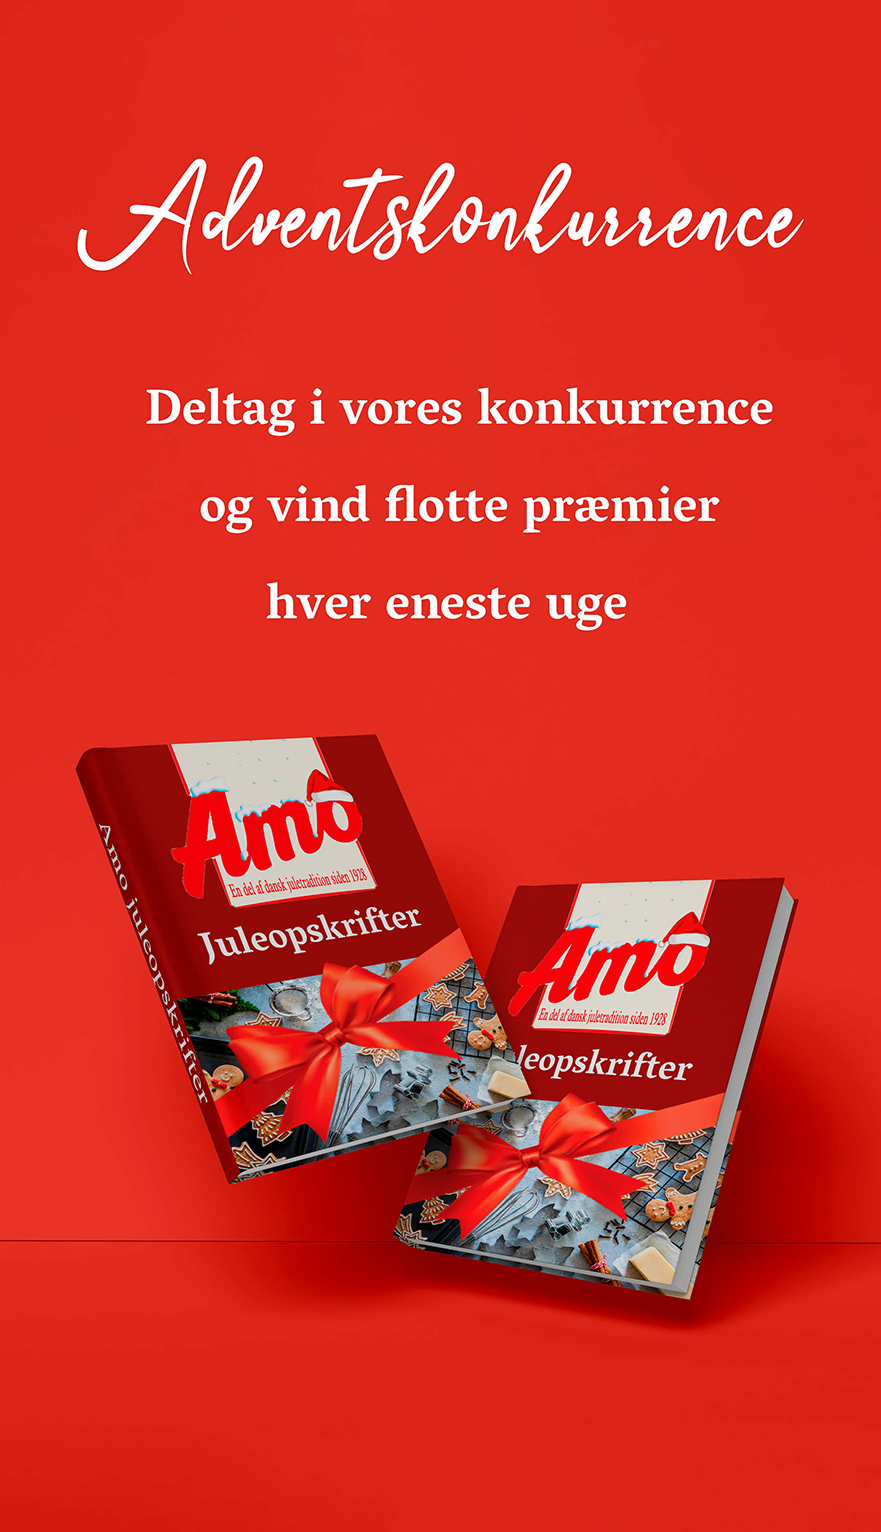 Adventskonkurrence
Deltag i vores konkurrence
og vind flotte præmier
hver eneste uge
Amo
En del af dansk juletradition siden 1928
Juleopskrifter
Amo juleopskrifter
Amo
En del af dansk juletradition siden 1928
leopskrifter